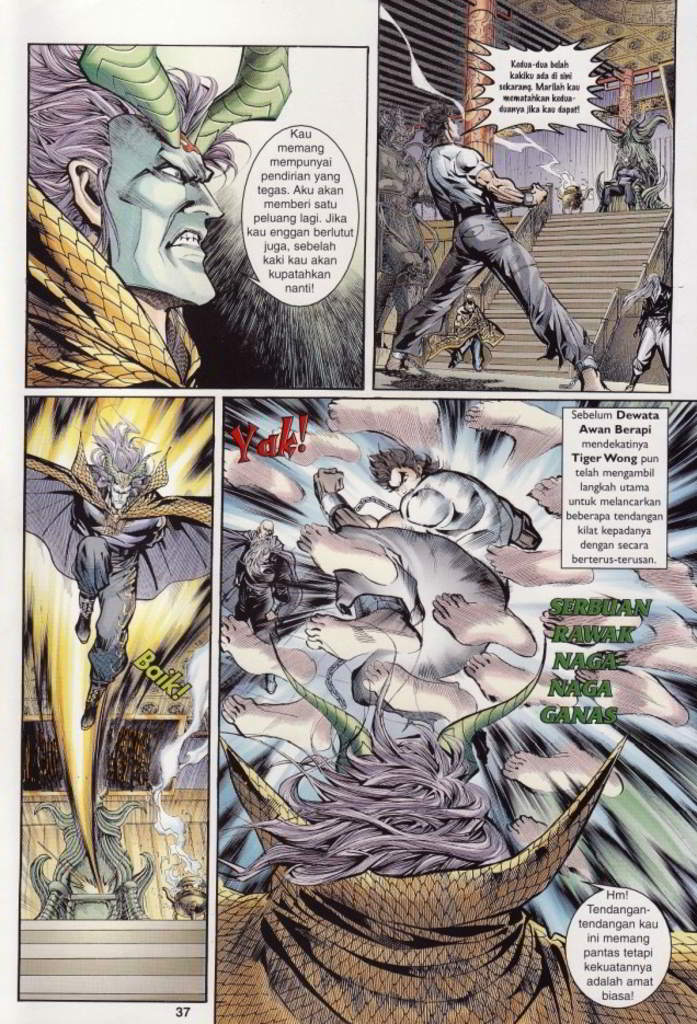 Kau
memang
mempunyai
pendirian yang
tegas. Aku akan
memberi satu
peluang lagi. Jika
kau enggan berlutut
juga, sebelah
kaki kau akan
kupatahkan
nanti!
Kedua-dua belah
kakiku ada di sini
sekarang. Marilah kau
mematahkan kedua-
duanya jika kau dapat!
Baik!
Yak!
Sebelum Dewata
Awan Berapi
mendekatinya
Tiger Wong pun
telah mengambil
langkah utama
untuk melancarkan
beberapa tendangan
kilat kepadanya
dengan secara
berterus-terusan.
SERBUAN
RAWAK
NAGA
NAGA
GANAS
Hm!
Tendangan-
tendangan kau
ini memang
pantas tetapi
kekuatannya
adalah amat
biasa!
37